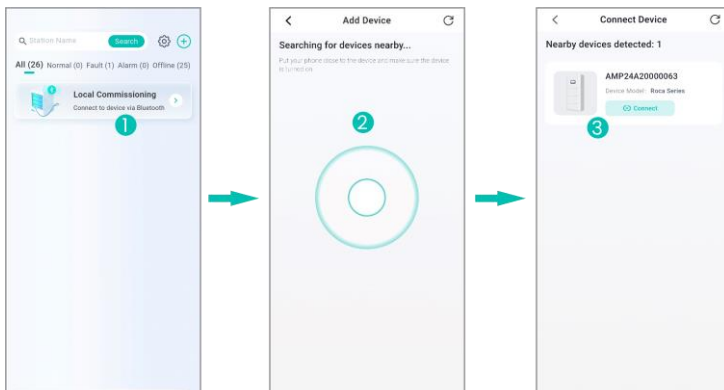 Station Name
Search
All (26) Normal (0) Fault (1) Alarm (0) Offline (25)
Local Commissioning
Connect to device via Bluetooth
1
Add Device
Searching for devices nearby...
Put your phone close to the device and make sure the device
is turned on.
2
Connect Device
Nearby devices detected: 1
AMP24A20000063
Device Model: Roca Series
Connect
3